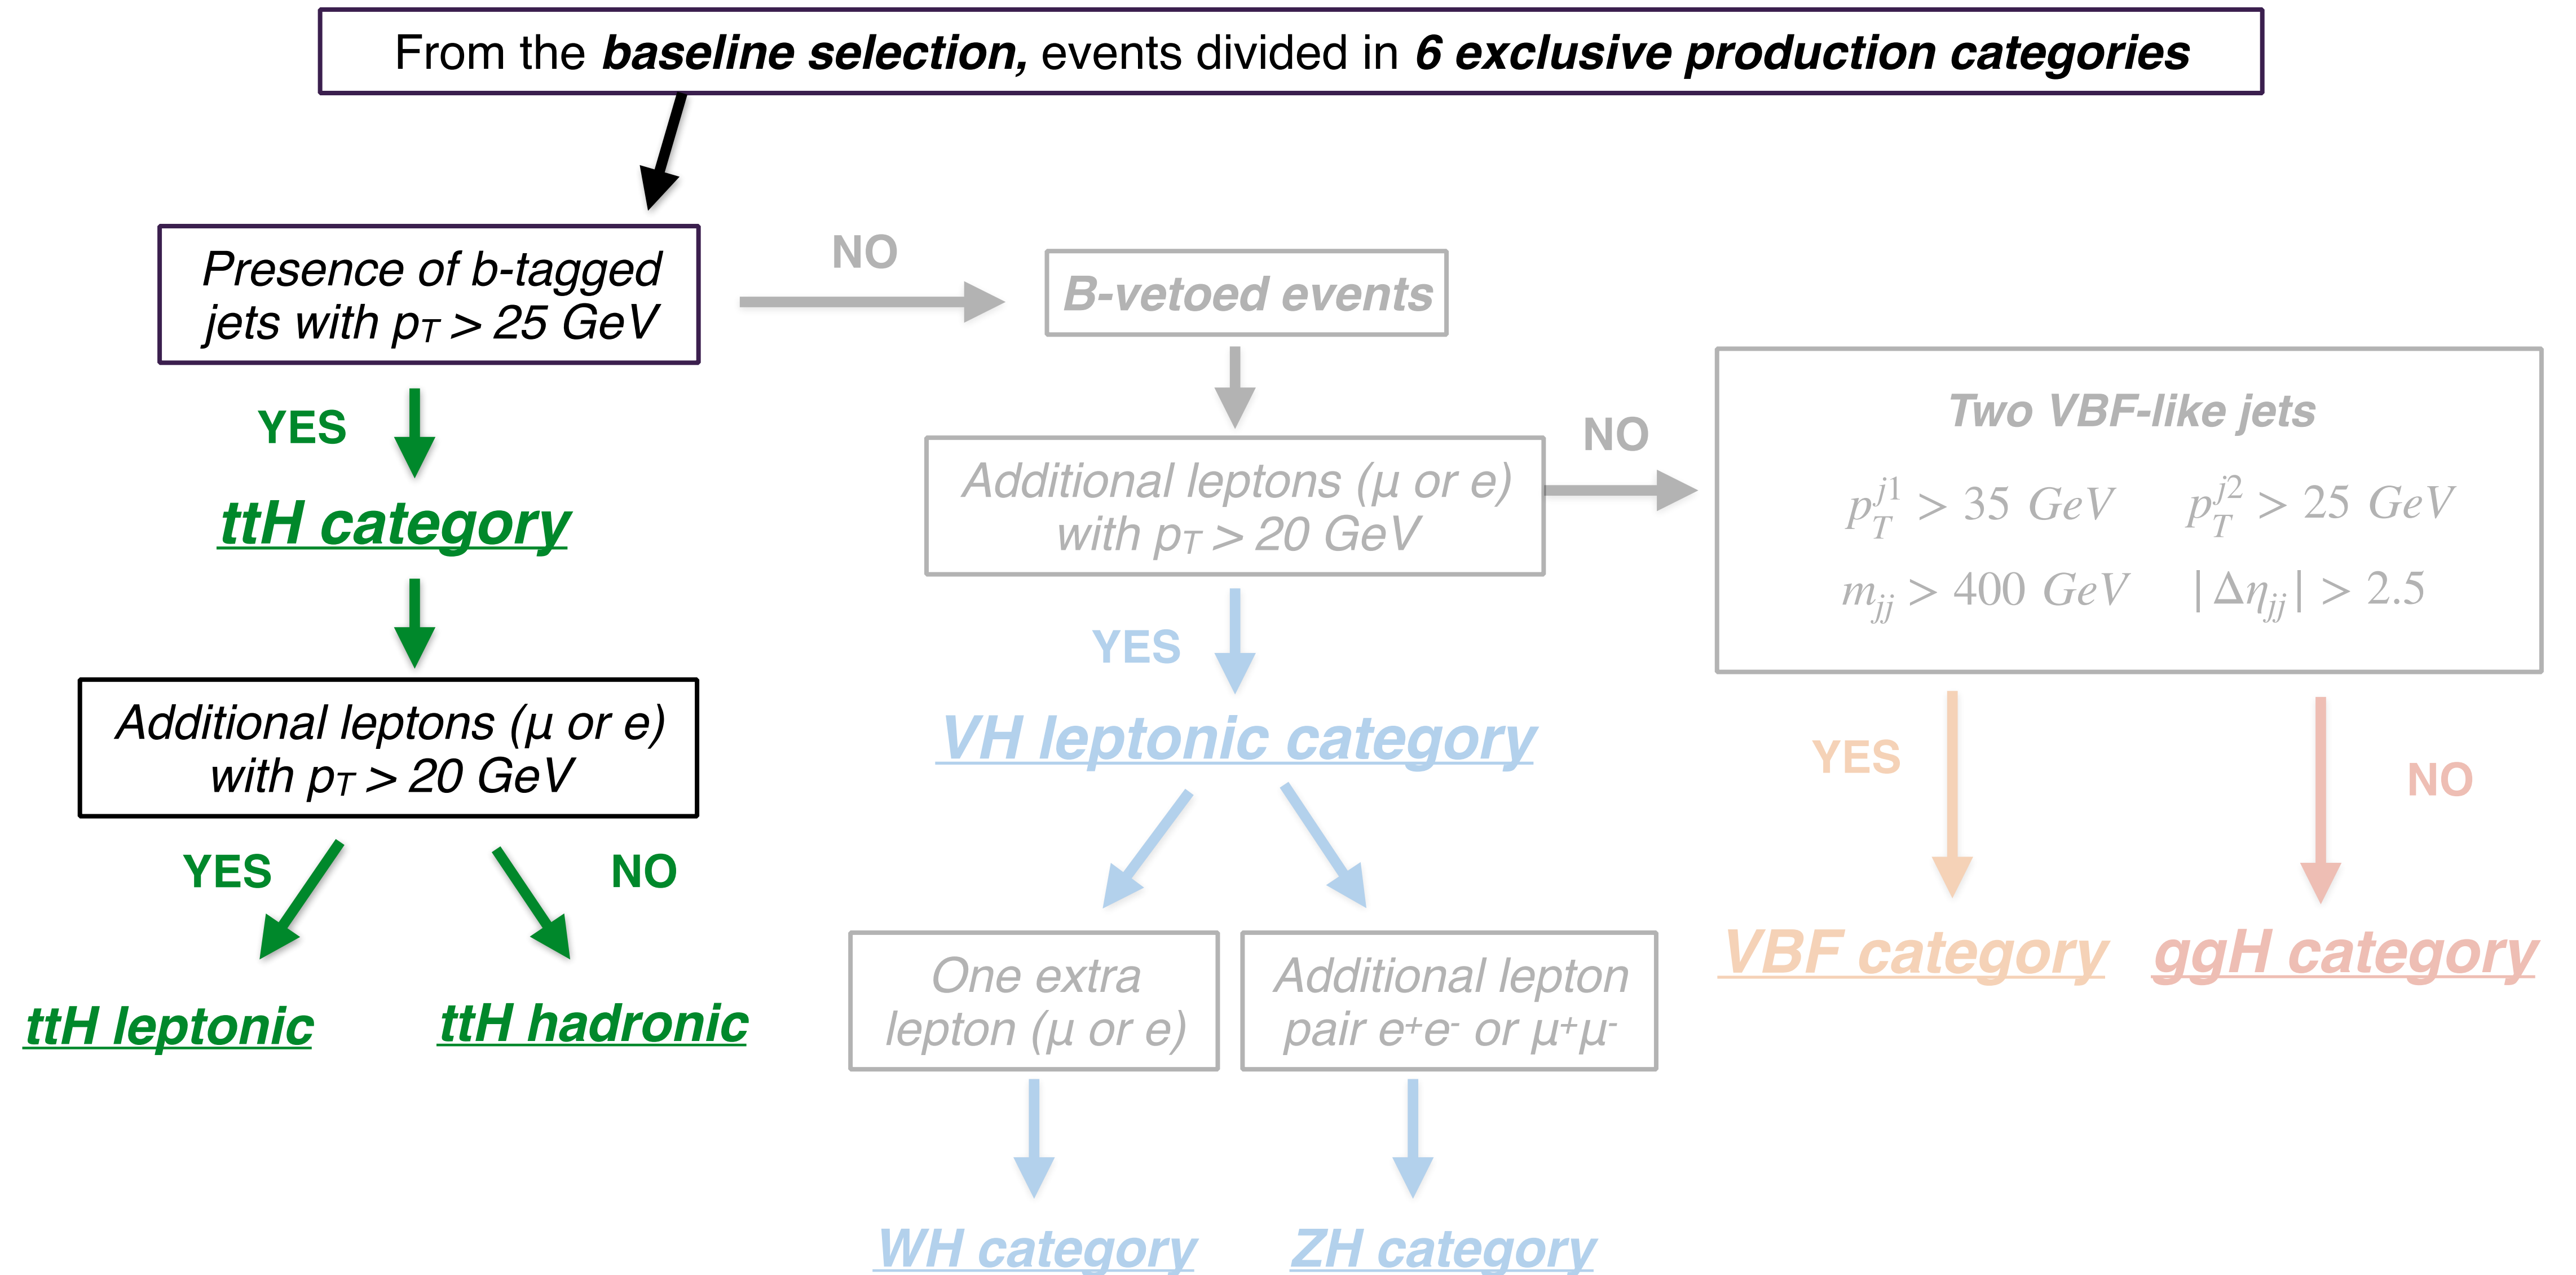 From the baseline selection, events divided in 6 exclusive production categories
Presence of b-tagged
jets with pT > 25 GeV
NO
B-vetoed events
YES
ttH category
Additional leptons (μ or e)
with pT > 20 GeV
YES
NO
ttH leptonic
ttH hadronic
Additional leptons (μ or e)
with pT > 20 GeV
NO
YES
VH leptonic category
One extra
lepton (μ or e)
Additional lepton
pair e⁺e⁻ or μ⁺μ⁻
WH category
ZH category
Two VBF-like jets
p_T^{j1} > 35 GeV p_T^{j2} > 25 GeV
m_{jj} > 400 GeV |Δη_{jj}| > 2.5
YES
NO
VBF category
ggH category